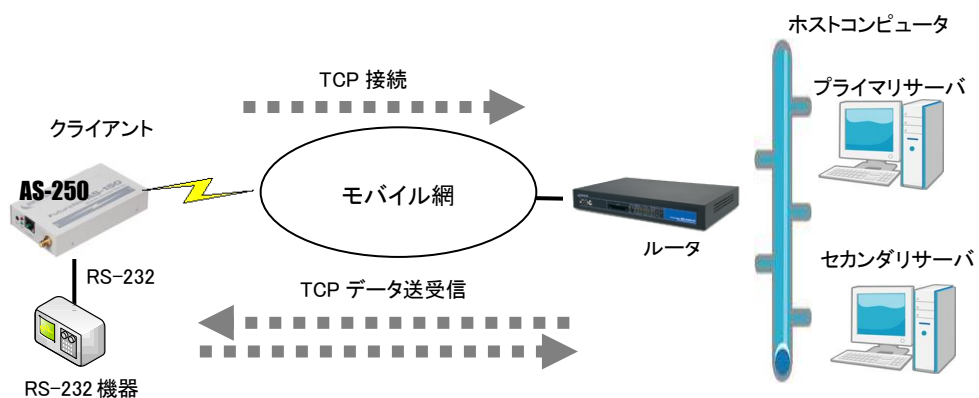 ホストコンピュータ
TCP 接続
プライマリサーバ
クライアント
AS-250
モバイル網
ルータ
RS-232
TCP データ送受信
セカンダリサーバ
RS-232 機器